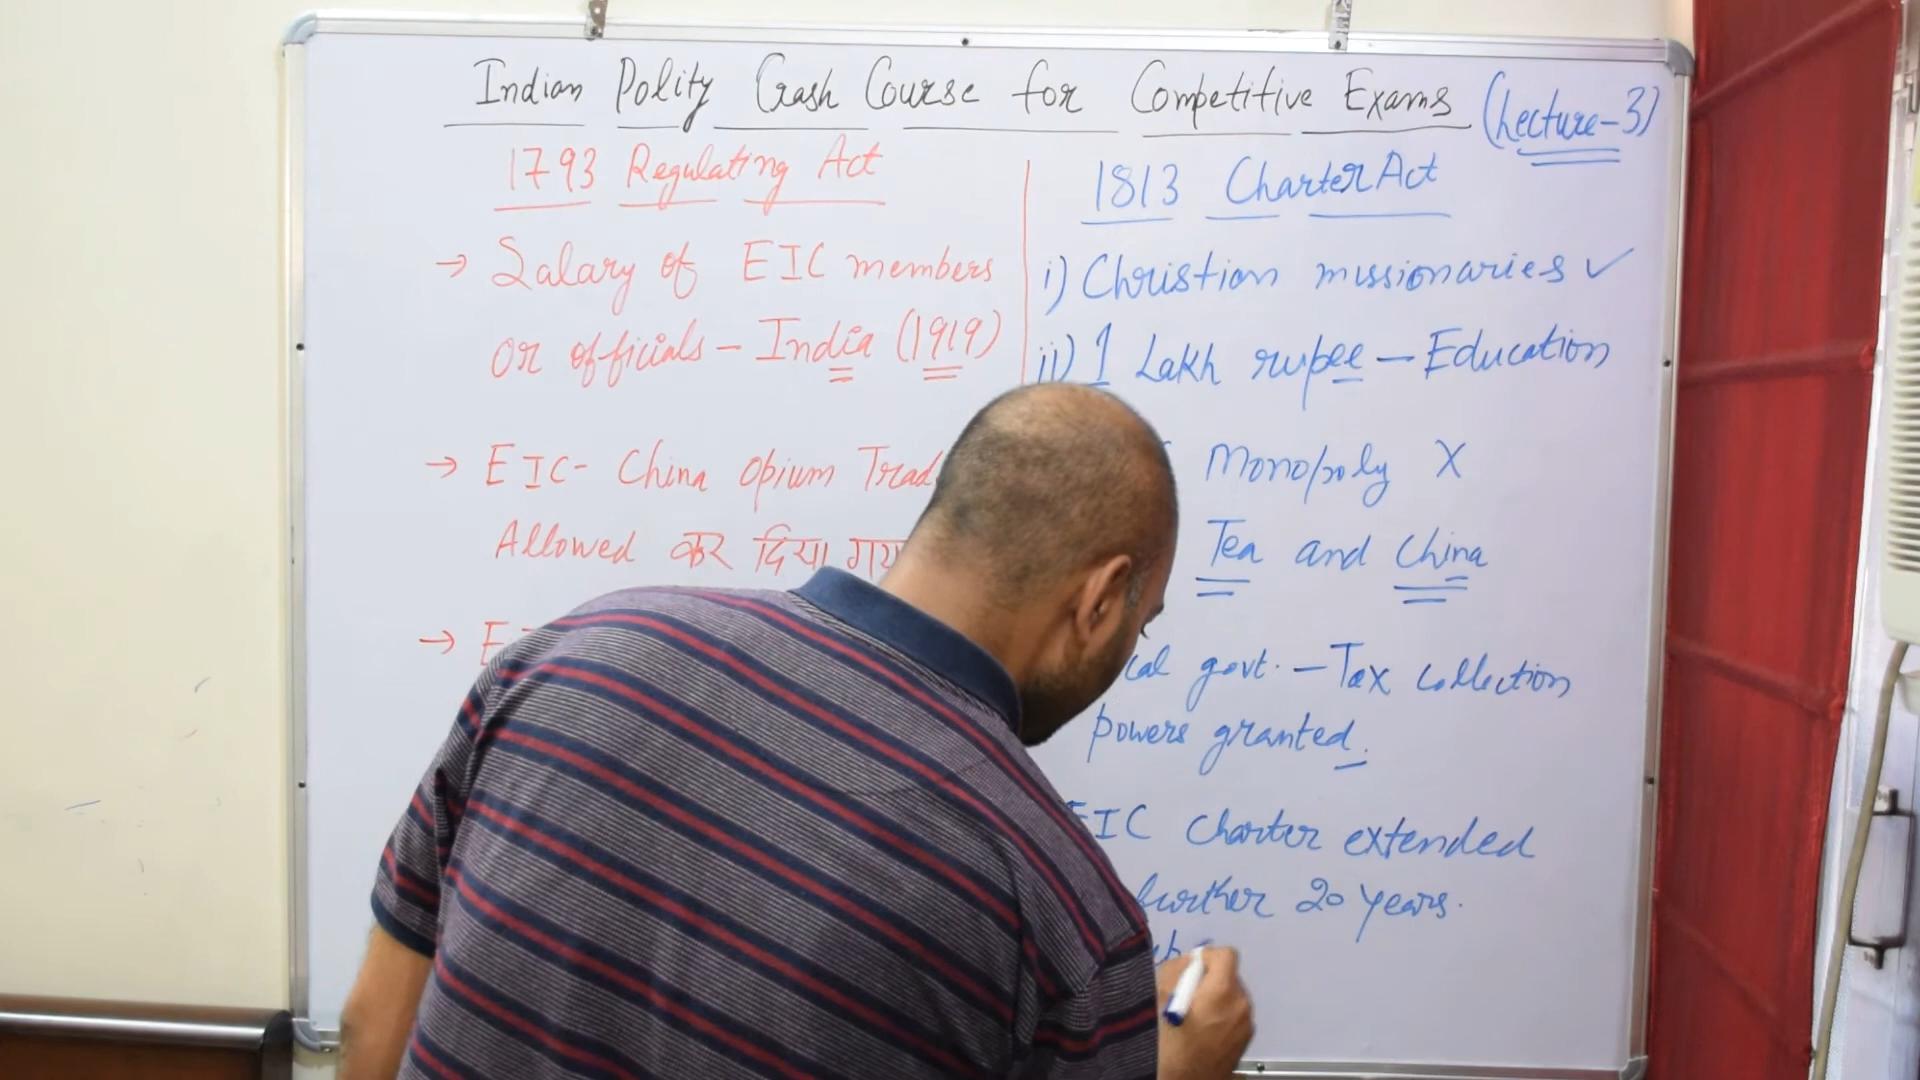 Indian Polity Crash Course for Competitive Exams (Lecture-3)
1793 Regulating Act
→ Salary of EIC members
or officials - India (1919)
→ EIC- China Opium
Allowed कर दिया
→
1813 Charter Act
i) Christian missionaries ✓
ii) 1 Lakh rupee - Education
Monopoly X
Tea and China
govt. - Tax collection
powers granted.
EIC Charter extended
further 20 years.